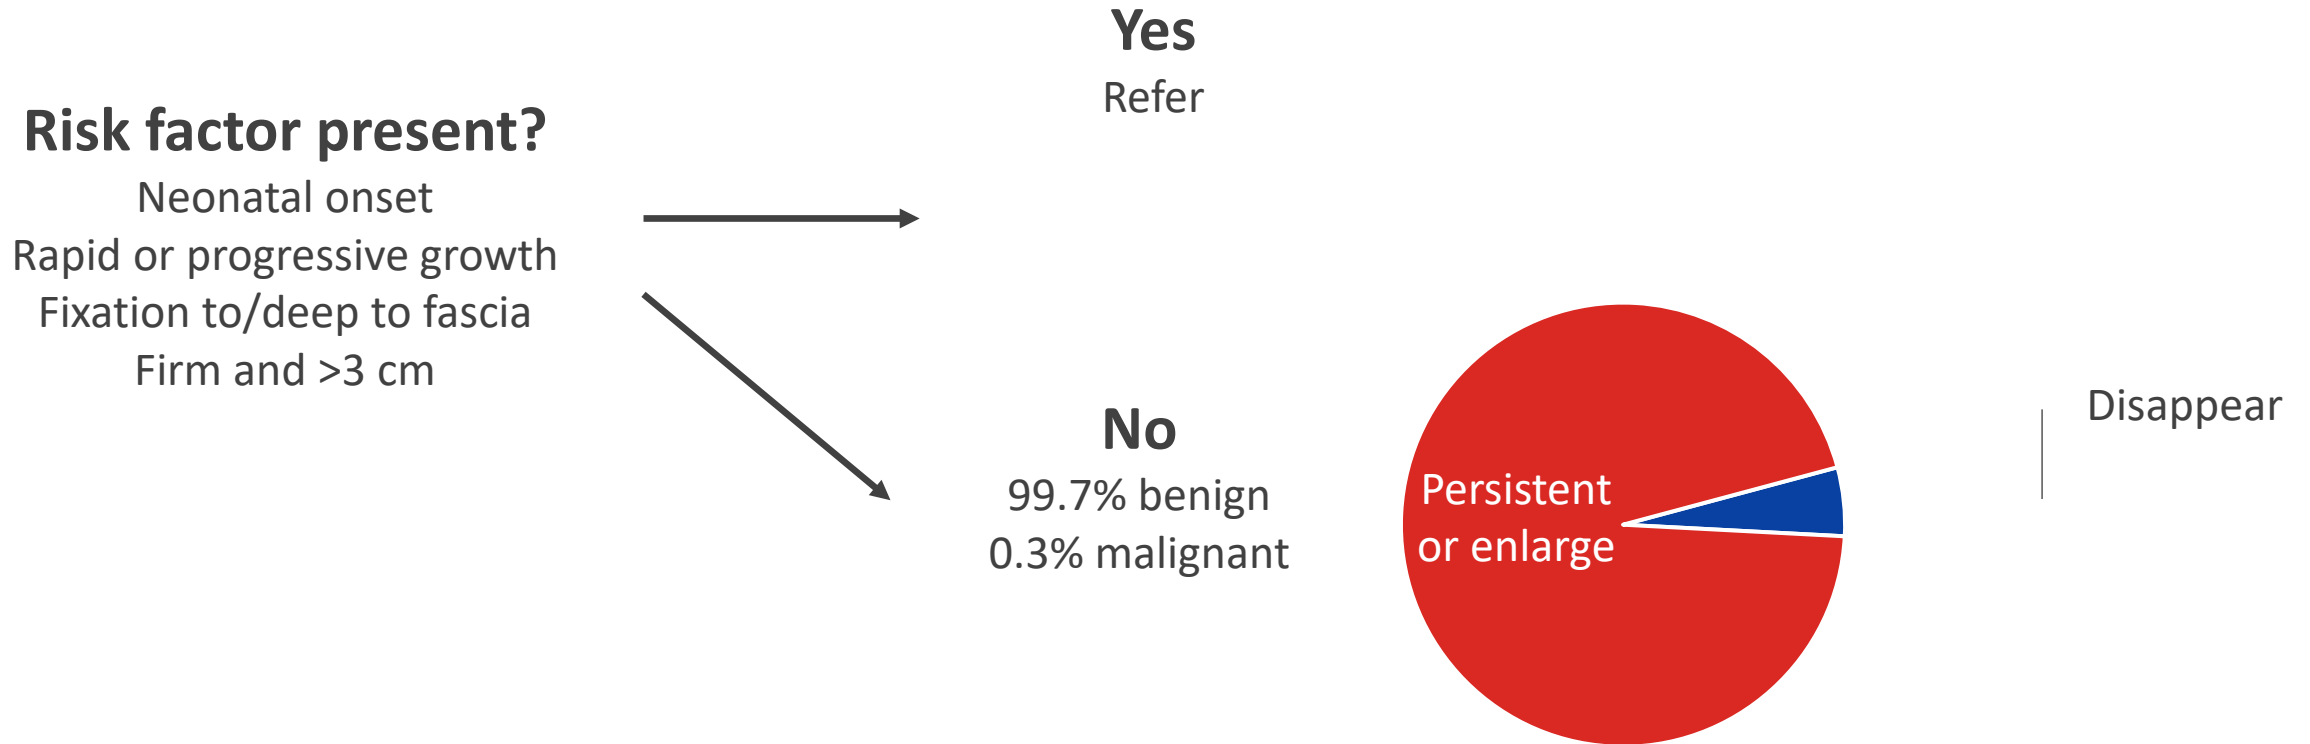 Risk factor present?
Neonatal onset
Rapid or progressive growth
Fixation to/deep to fascia
Firm and >3 cm
Yes
Refer
No
99.7% benign
0.3% malignant
Persistent
or enlarge
Disappear